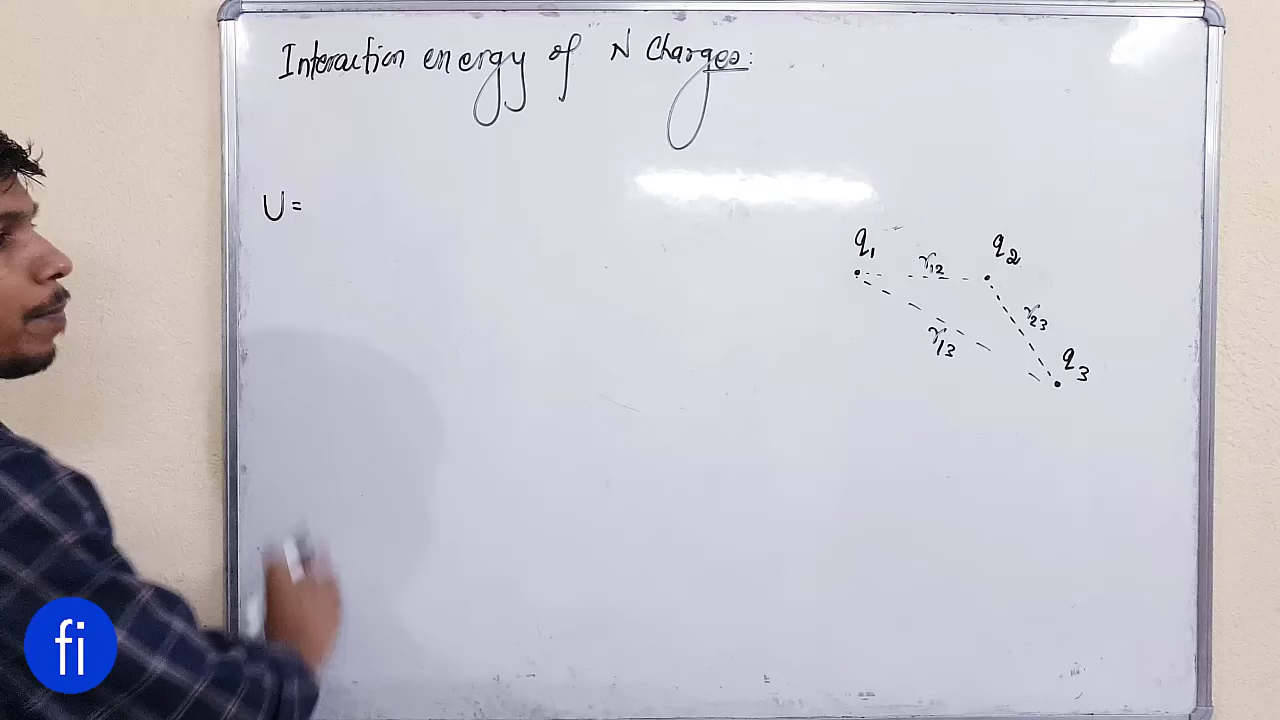 Interaction energy of N Charges:
U =
q1
q2
r12
r23
r13
q3
fi